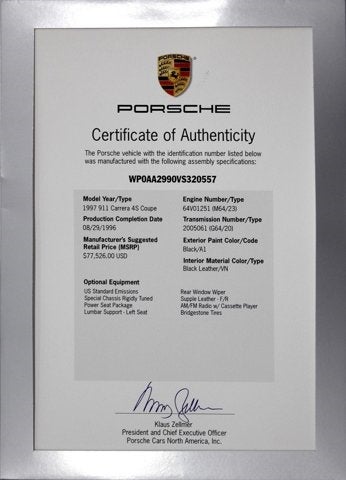 PORSCHE
PORSCHE
Certificate of Authenticity
The Porsche vehicle with the identification number listed below
was manufactured with the following assembly specifications:
WP0AA2990VS320557
Model Year/Type
1997 911 Carrera 4S Coupe
Production Completion Date
08/29/1996
Manufacturer's Suggested
Retail Price (MSRP)
$77,526.00 USD
Engine Number/Type
64V01251 (M64/23)
Transmission Number/Type
2005061 (G64/20)
Exterior Paint Color/Code
Black/A1
Interior Material Color/Type
Black Leather/VN
Optional Equipment
US Standard Emissions
Special Chassis Rigidly Tuned
Power Seat Package
Lumbar Support - Left Seat
Rear Window Wiper
Supple Leather - F/R
AM/FM Radio w/ Cassette Player
Bridgestone Tires
Klaus Zellmer
President and Chief Executive Officer
Porsche Cars North America, Inc.